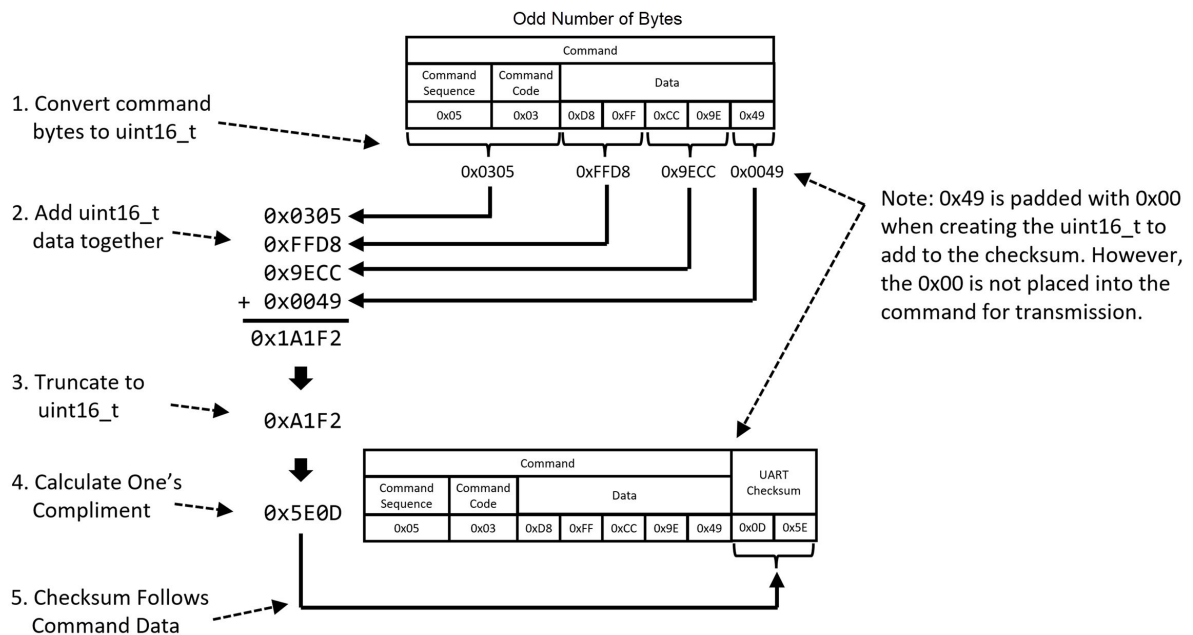 Odd Number of Bytes
Command
Command
Sequence
Command
Code
Data
0x05 0x03 0xD8 0xFF 0xCC 0x9E 0x49
1. Convert command
bytes to uint16_t
0x0305 0xFFD8 0x9ECC 0x0049
2. Add uint16_t
data together
0x0305
0xFFD8
0x9ECC
+ 0x0049
0x1A1F2
Note: 0x49 is padded with 0x00
when creating the uint16_t to
add to the checksum. However,
the 0x00 is not placed into the
command for transmission.
3. Truncate to
uint16_t
0xA1F2
4. Calculate One’s
Compliment
0x5E0D
Command
UART
Checksum
Command
Sequence
Command
Code
Data
0x05 0x03 0xD8 0xFF 0xCC 0x9E 0x49 0x0D 0x5E
5. Checksum Follows
Command Data